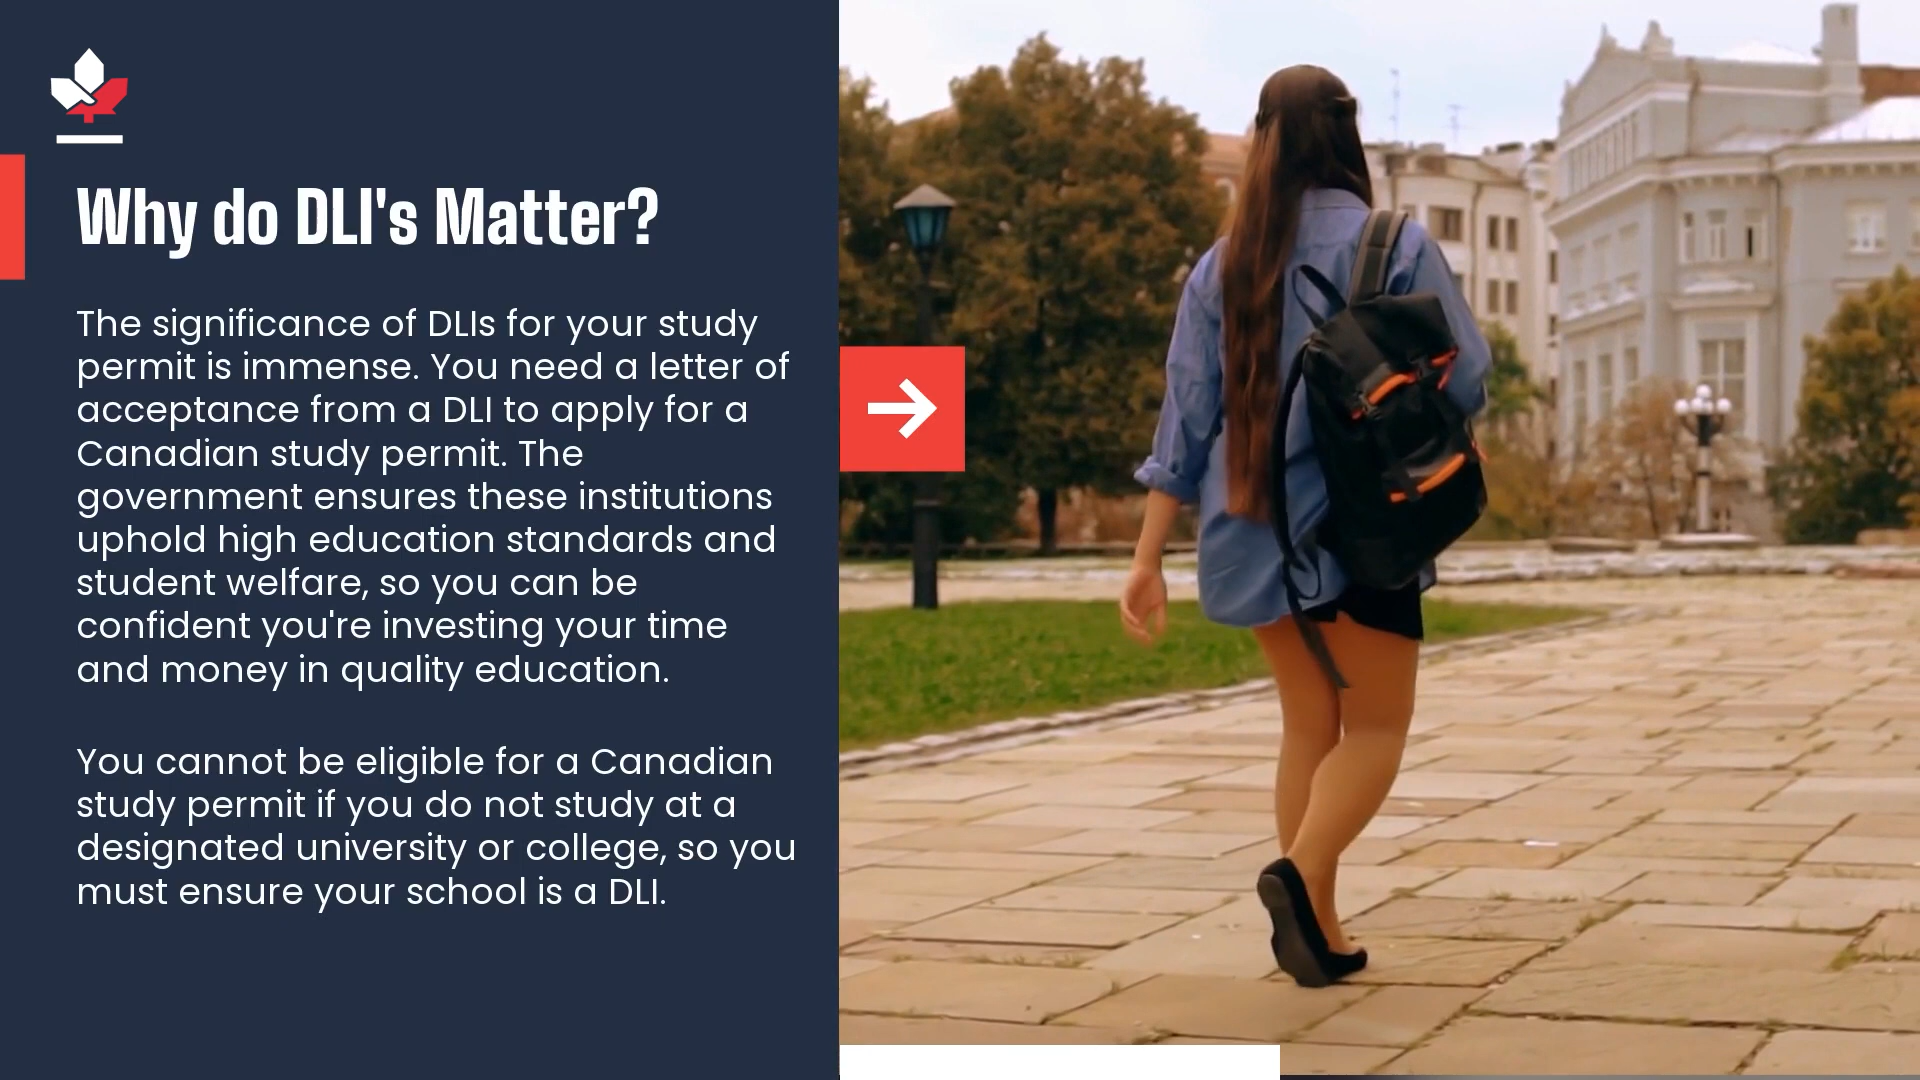 Why do DLI's Matter?
The significance of DLIs for your study
permit is immense. You need a letter of
acceptance from a DLI to apply for a
Canadian study permit. The
government ensures these institutions
uphold high education standards and
student welfare, so you can be
confident you're investing your time
and money in quality education.
You cannot be eligible for a Canadian
study permit if you do not study at a
designated university or college, so you
must ensure your school is a DLI.